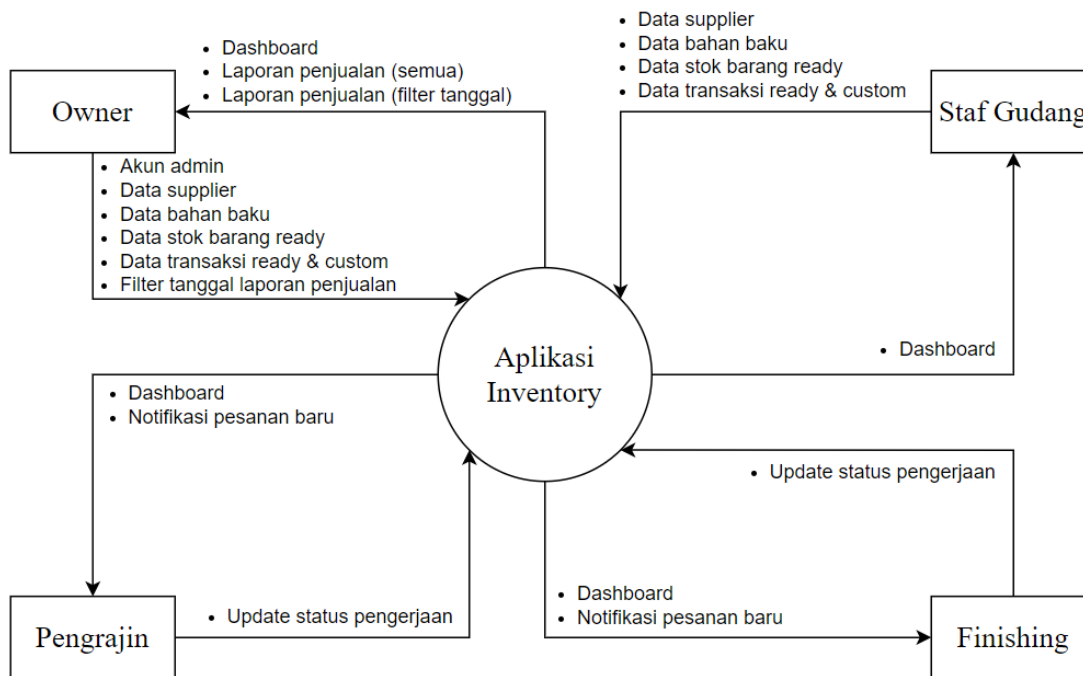 Owner
• Dashboard
• Laporan penjualan (semua)
• Laporan penjualan (filter tanggal)
• Akun admin
• Data supplier
• Data bahan baku
• Data stok barang ready
• Data transaksi ready & custom
• Filter tanggal laporan penjualan
• Data supplier
• Data bahan baku
• Data stok barang ready
• Data transaksi ready & custom
Staf Gudang
Aplikasi
Inventory
• Dashboard
• Dashboard
• Notifikasi pesanan baru
• Update status pengerjaan
Pengrajin
• Update status pengerjaan
• Dashboard
• Notifikasi pesanan baru
Finishing